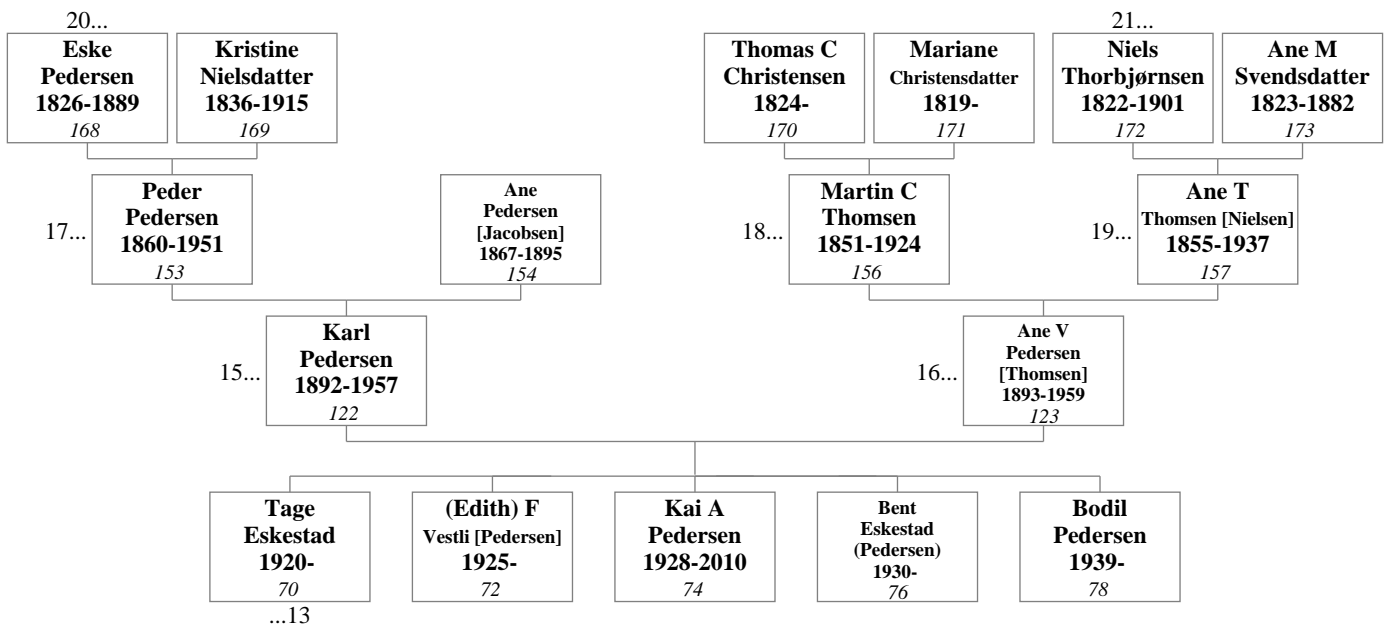 20...
Eske
Pedersen
1826-1889
168
Kristine
Nielsdatter
1836-1915
169
Thomas C
Christensen
1824-
170
Mariane
Christensdatter
1819-
171
21...
Niels
Thorbjørnsen
1822-1901
172
Ane M
Svendsdatter
1823-1882
173
17...
Peder
Pedersen
1860-1951
153
Ane
Pedersen
[Jacobsen]
1867-1895
154
18...
Martin C
Thomsen
1851-1924
156
19...
Ane T
Thomsen [Nielsen]
1855-1937
157
15...
Karl
Pedersen
1892-1957
122
16...
Ane V
Pedersen
[Thomsen]
1893-1959
123
Tage
Eskestad
1920-
70
...13
(Edith) F
Vestli [Pedersen]
1925-
72
Kai A
Pedersen
1928-2010
74
Bent
Eskestad
(Pedersen)
1930-
76
Bodil
Pedersen
1939-
78